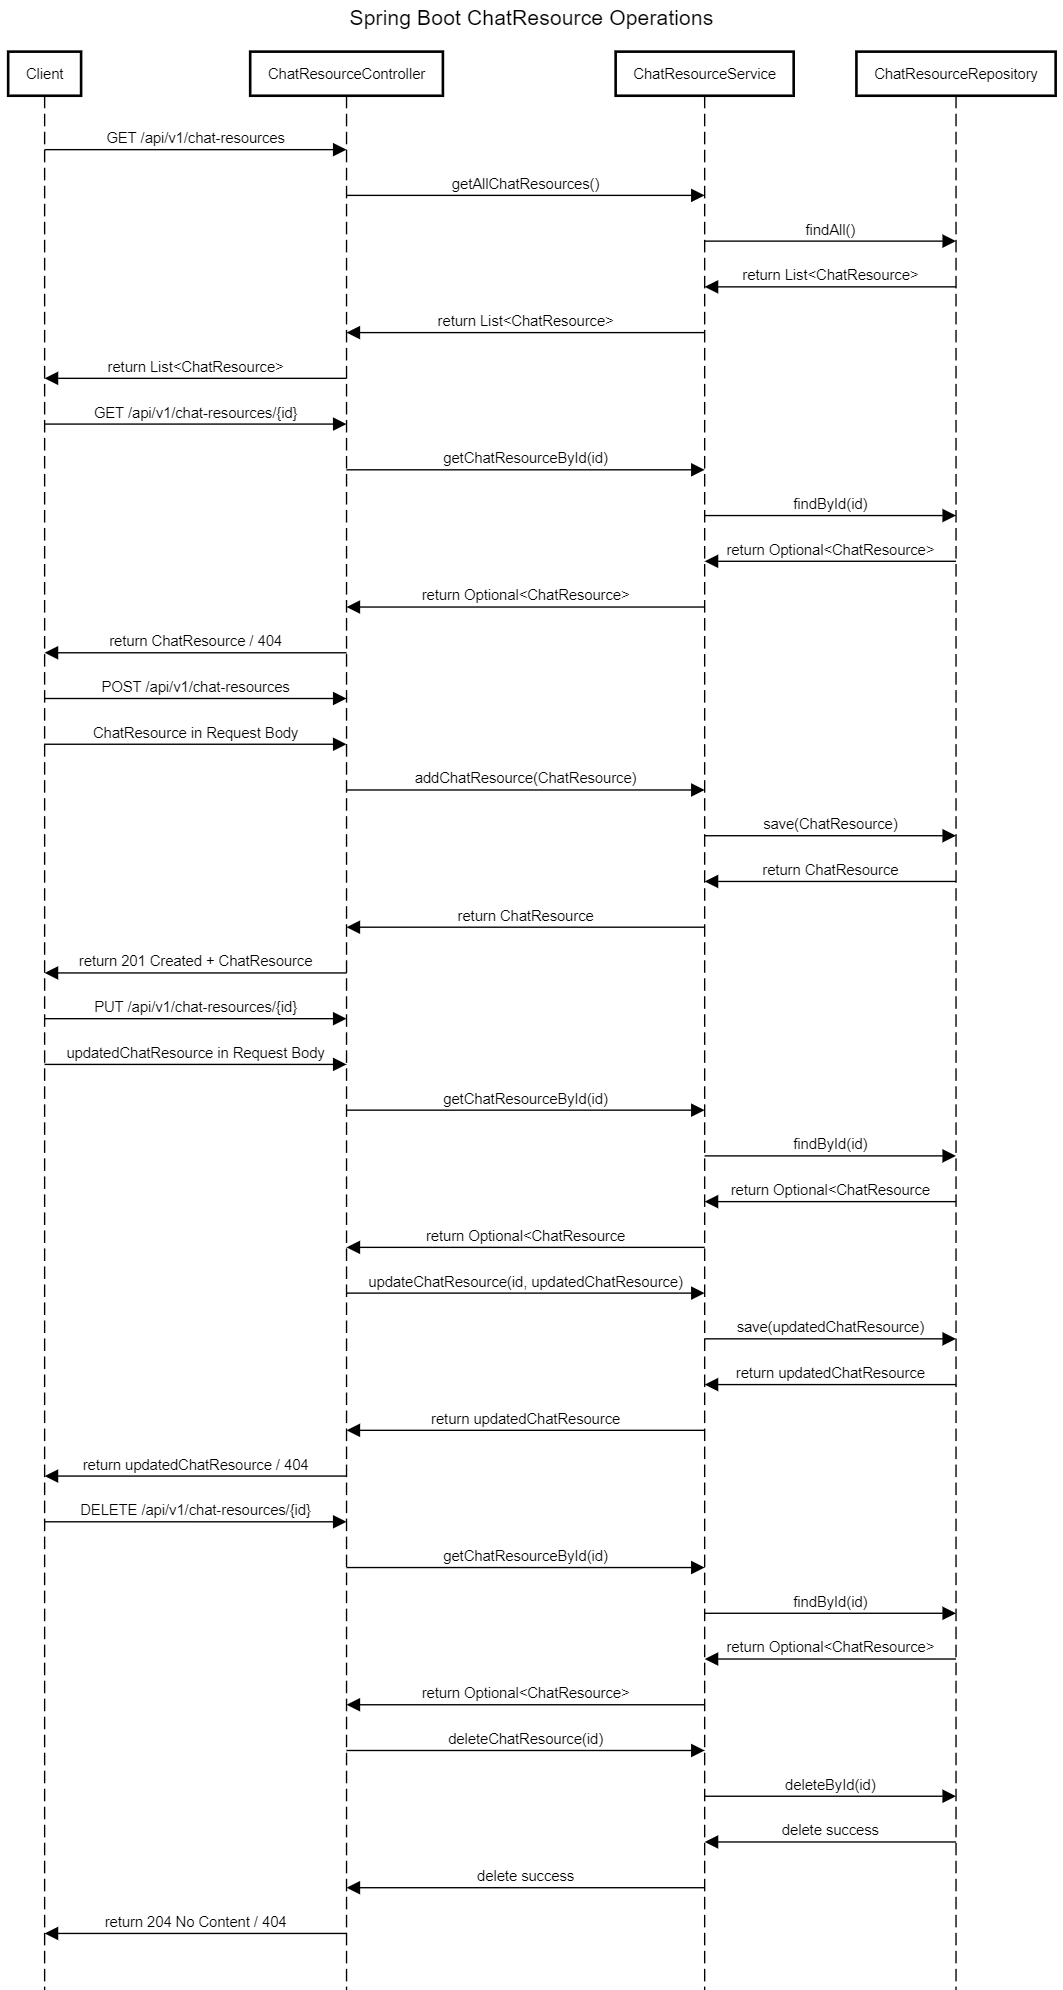 Spring Boot ChatResource Operations
Client
ChatResourceController
ChatResourceService
ChatResourceRepository
GET /api/v1/chat-resources
getAllChatResources()
findAll()
return List<ChatResource>
return List<ChatResource>
return List<ChatResource>
GET /api/v1/chat-resources/{id}
getChatResourceById(id)
findById(id)
return Optional<ChatResource>
return Optional<ChatResource>
return ChatResource / 404
POST /api/v1/chat-resources
ChatResource in Request Body
addChatResource(ChatResource)
save(ChatResource)
return ChatResource
return ChatResource
return 201 Created + ChatResource
PUT /api/v1/chat-resources/{id}
updatedChatResource in Request Body
getChatResourceById(id)
findById(id)
return Optional<ChatResource
return Optional<ChatResource
updateChatResource(id, updatedChatResource)
save(updatedChatResource)
return updatedChatResource
return updatedChatResource
return updatedChatResource / 404
DELETE /api/v1/chat-resources/{id}
getChatResourceById(id)
findById(id)
return Optional<ChatResource>
return Optional<ChatResource>
deleteChatResource(id)
deleteById(id)
delete success
delete success
return 204 No Content / 404